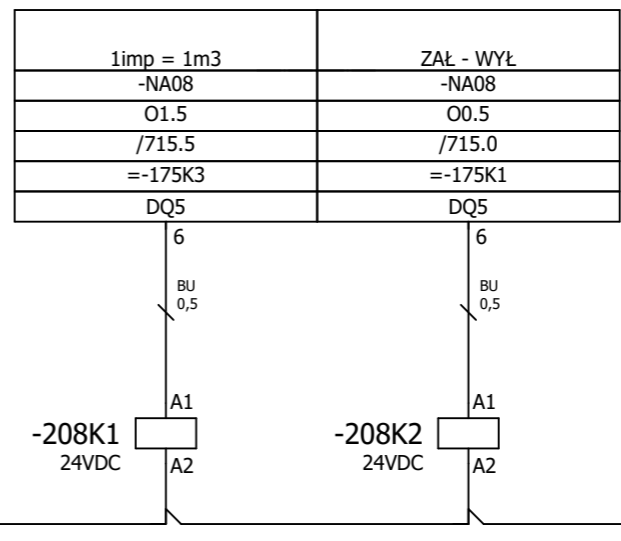 1imp = 1m3 ZAŁ - WYŁ
-NA08 -NA08
O1.5 O0.5
/715.5 /715.0
=-175K3 =-175K1
DQ5 DQ5
6 6
BU BU
0,5 0,5
A1 A1
-208K1 -208K2
24VDC A2 24VDC A2